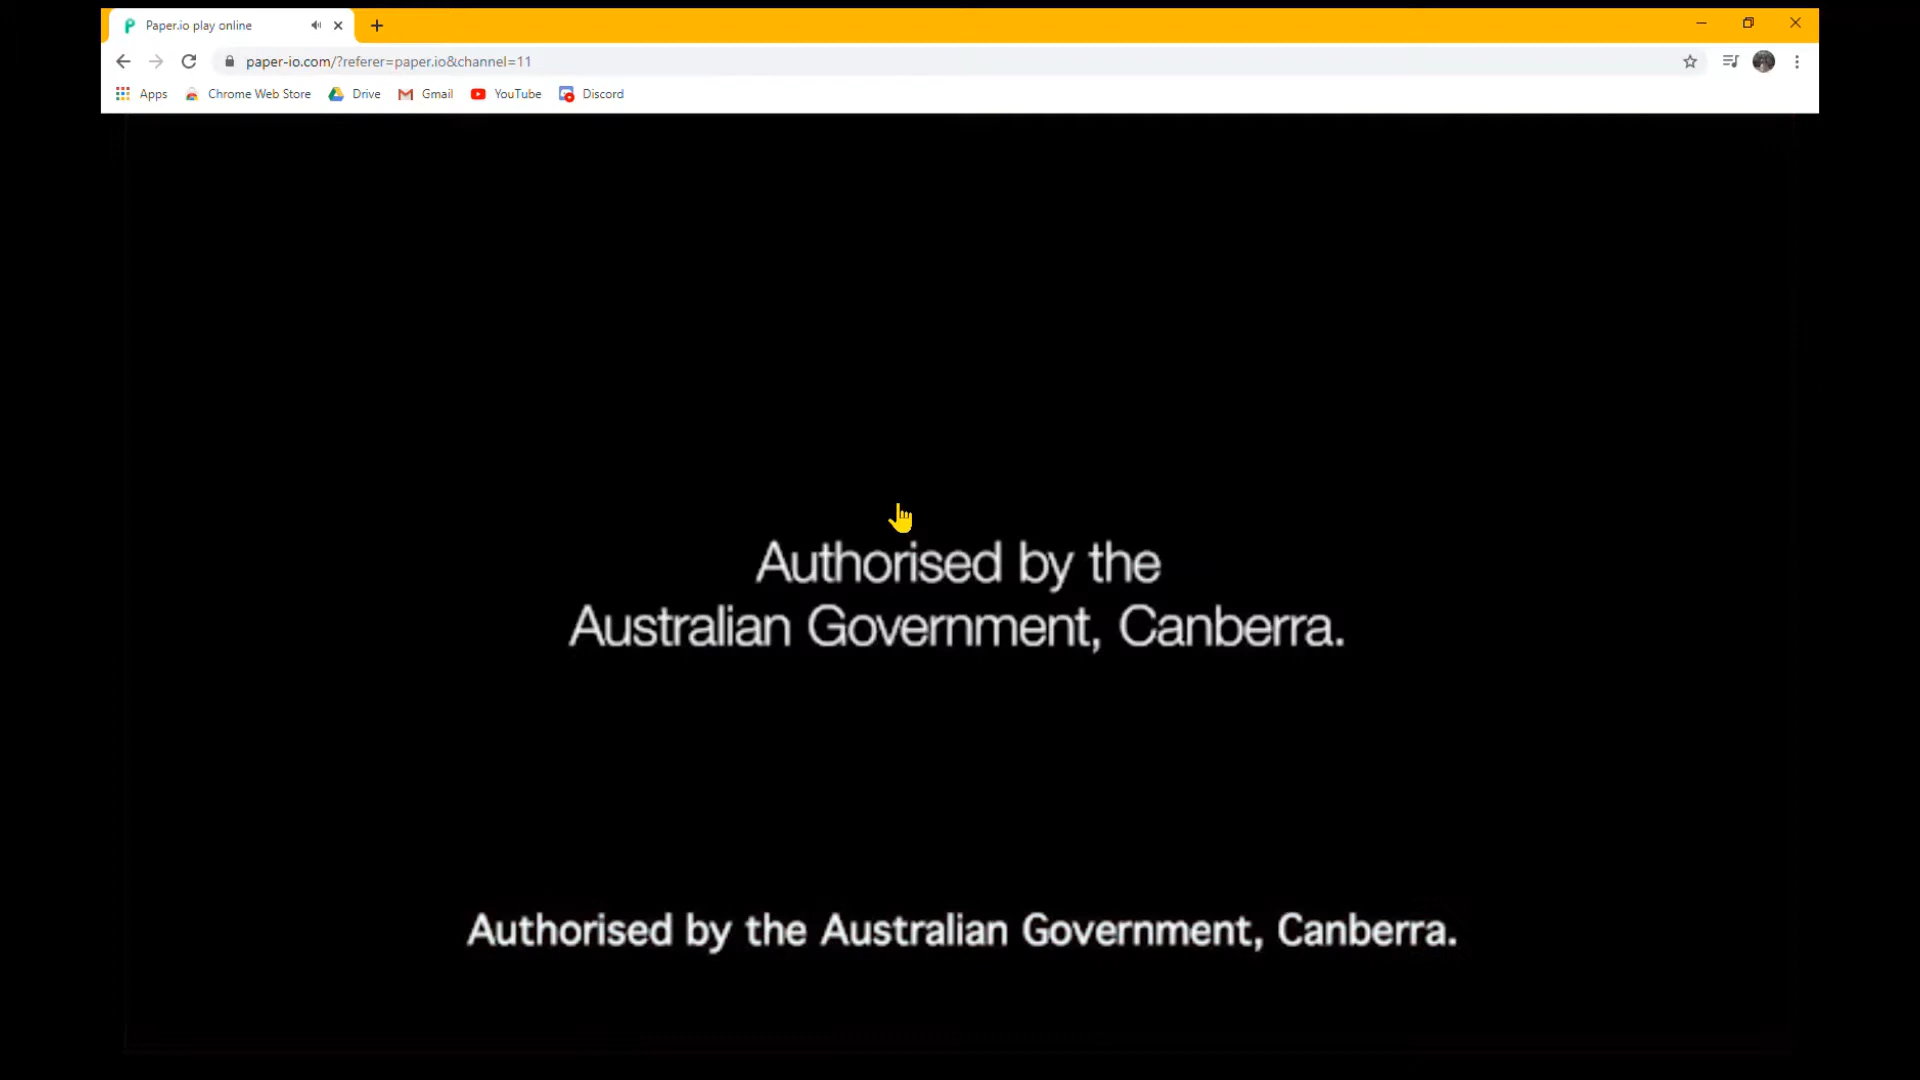 Paper.io play online
paper-io.com/?referer=paper.io&channel=11
Apps Chrome Web Store Drive Gmail YouTube Discord
Authorised by the
Australian Government, Canberra.
Authorised by the Australian Government, Canberra.